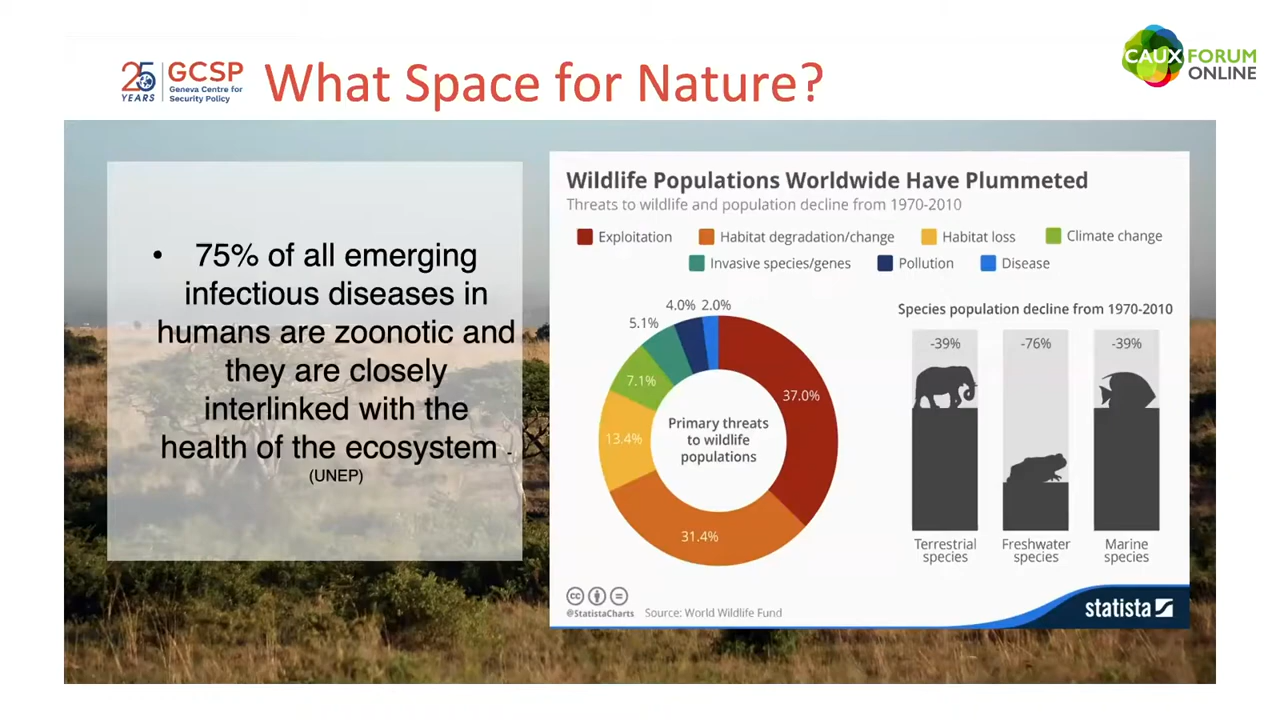 25
YEARS
GCSP
Geneva Centre for
Security Policy
What Space for Nature?
CAUX FORUM
ONLINE
• 75% of all emerging
infectious diseases in
humans are zoonotic and
they are closely
interlinked with the
health of the ecosystem -
(UNEP)
Wildlife Populations Worldwide Have Plummeted
Threats to wildlife and population decline from 1970-2010
Exploitation
Habitat degradation/change
Habitat loss
Climate change
Invasive species/genes
Pollution
Disease
4.0%
2.0%
5.1%
7.1%
37.0%
13.4%
31.4%
Primary threats
to wildlife
populations
Species population decline from 1970-2010
-39%
-76%
-39%
Terrestrial
species
Freshwater
species
Marine
species
cc
@StatistaCharts
Source: World Wildlife Fund
statista